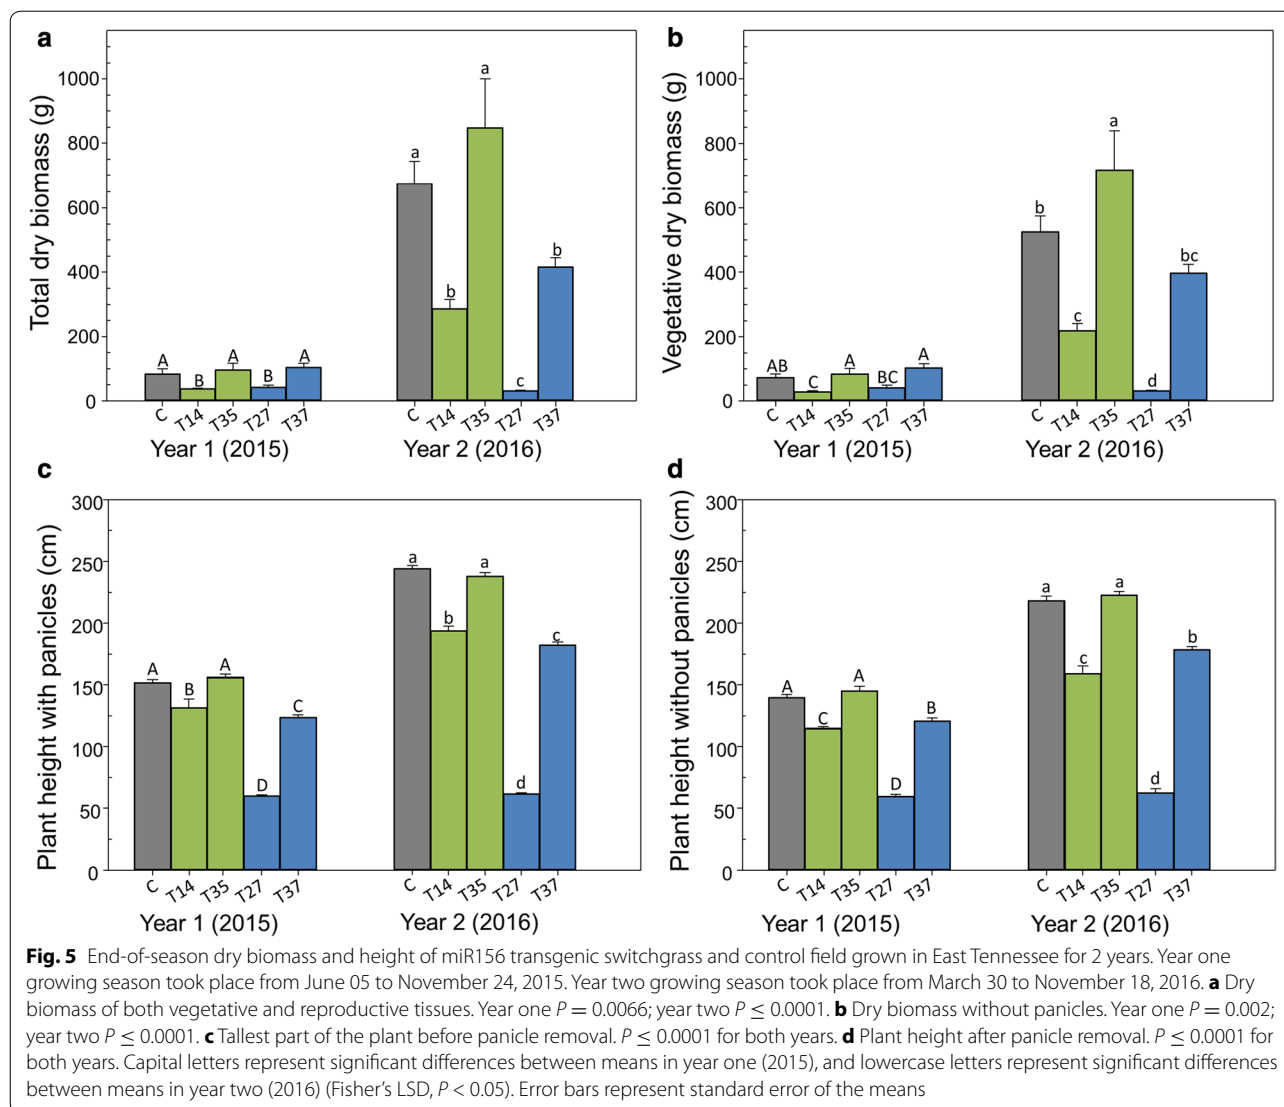 a
Total dry biomass (g)
1000
800
600
400
200
0
A
B
A
B
A
a
b
a
c
b
C
T14
T35
T27
T37
C
T14
T35
T27
T37
Year 1 (2015)
Year 2 (2016)
b
Vegetative dry biomass (g)
1000
800
600
400
200
0
AB
C
A
BC
A
b
c
a
d
bc
C
T14
T35
T27
T37
C
T14
T35
T27
T37
Year 1 (2015)
Year 2 (2016)
c
Plant height with panicles (cm)
300
250
200
150
100
50
0
A
B
A
D
C
a
b
a
d
c
C
T14
T35
T27
T37
C
T14
T35
T27
T37
Year 1 (2015)
Year 2 (2016)
d
Plant height without panicles (cm)
300
250
200
150
100
50
0
A
C
A
D
B
a
c
a
d
b
C
T14
T35
T27
T37
C
T14
T35
T27
T37
Year 1 (2015)
Year 2 (2016)
Fig. 5 End-of-season dry biomass and height of miR156 transgenic switchgrass and control field grown in East Tennessee for 2 years. Year one
growing season took place from June 05 to November 24, 2015. Year two growing season took place from March 30 to November 18, 2016. a Dry
biomass of both vegetative and reproductive tissues. Year one P = 0.0066; year two P ≤ 0.0001. b Dry biomass without panicles. Year one P = 0.002;
year two P ≤ 0.0001. c Tallest part of the plant before panicle removal. P ≤ 0.0001 for both years. d Plant height after panicle removal. P ≤ 0.0001 for
both years. Capital letters represent significant differences between means in year one (2015), and lowercase letters represent significant differences
between means in year two (2016) (Fisher's LSD, P < 0.05). Error bars represent standard error of the means